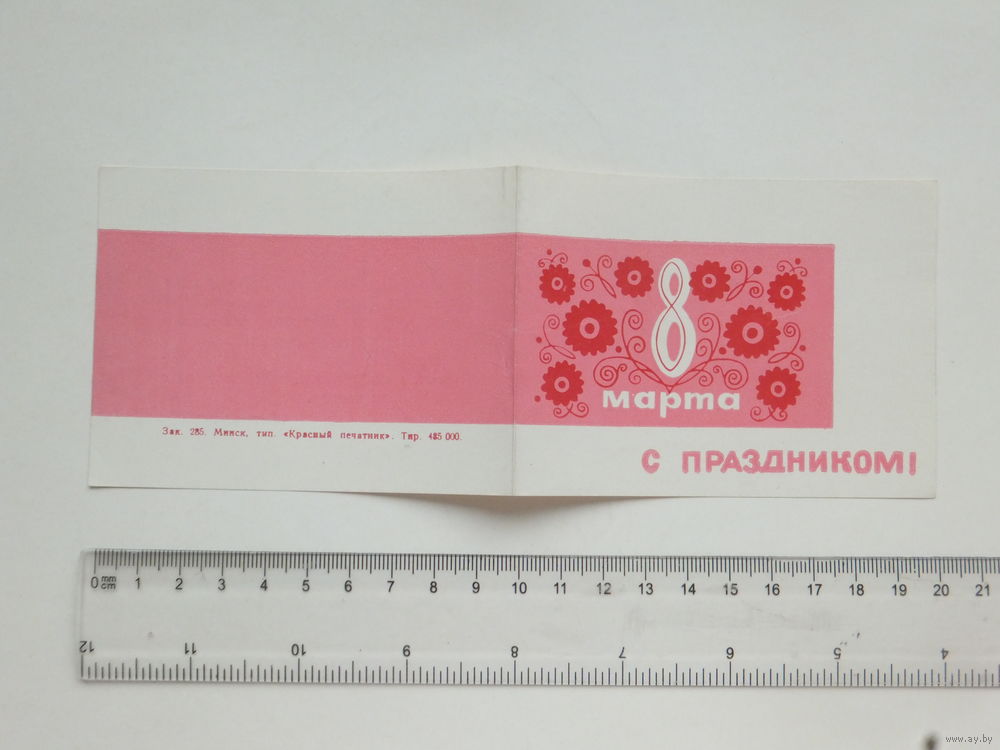 8
марта
С ПРАЗДНИКОМ!
Зак. 285. Минск, тип. «Красный печатник». Тир. 485 000.
0 mm cm 1 2 3 4 5 6 7 8 9 10 11 12 13 14 15 16 17 18 19 20 21
12 11 10 9 8 7 6 5 4
www.ay.by